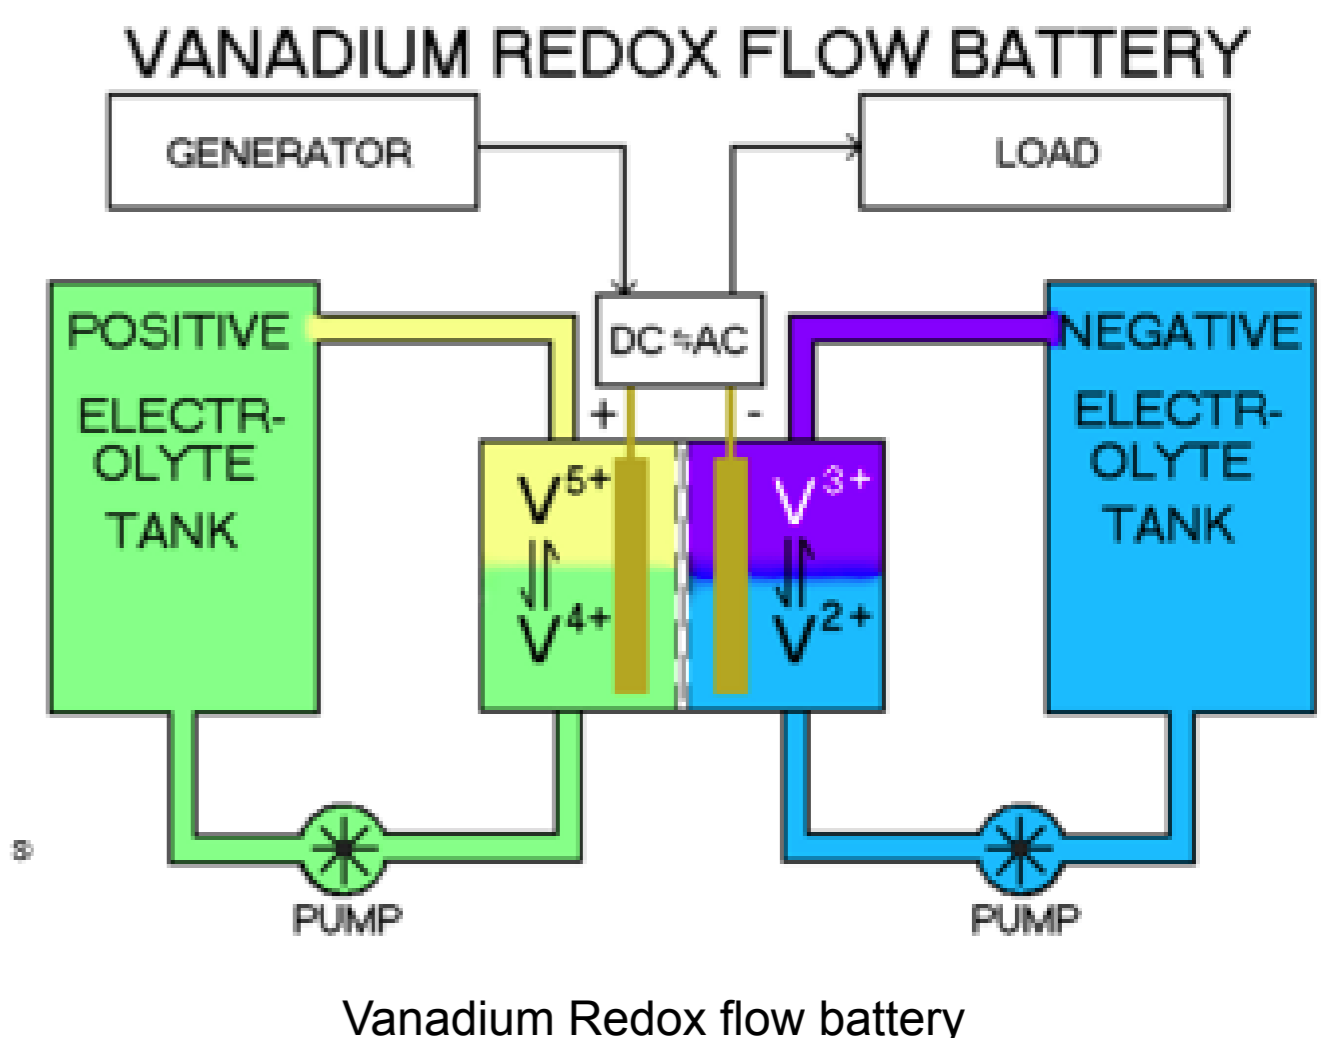 VANADIUM REDOX FLOW BATTERY
GENERATOR
LOAD
DC ⇋ AC
POSITIVE
ELECTR-
OLYTE
TANK
+
-
NEGATIVE
ELECTR-
OLYTE
TANK
V5+
V4+
V3+
V2+
PUMP
PUMP
Vanadium Redox flow battery